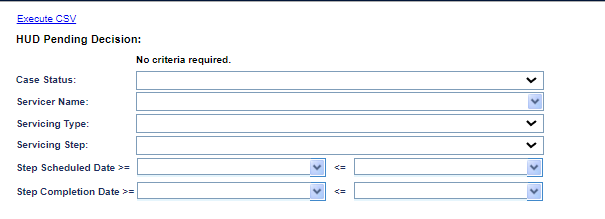 Execute CSV
HUD Pending Decision:
No criteria required.
Case Status:
Servicer Name:
Servicing Type:
Servicing Step:
Step Scheduled Date >= <=
Step Completion Date >= <=